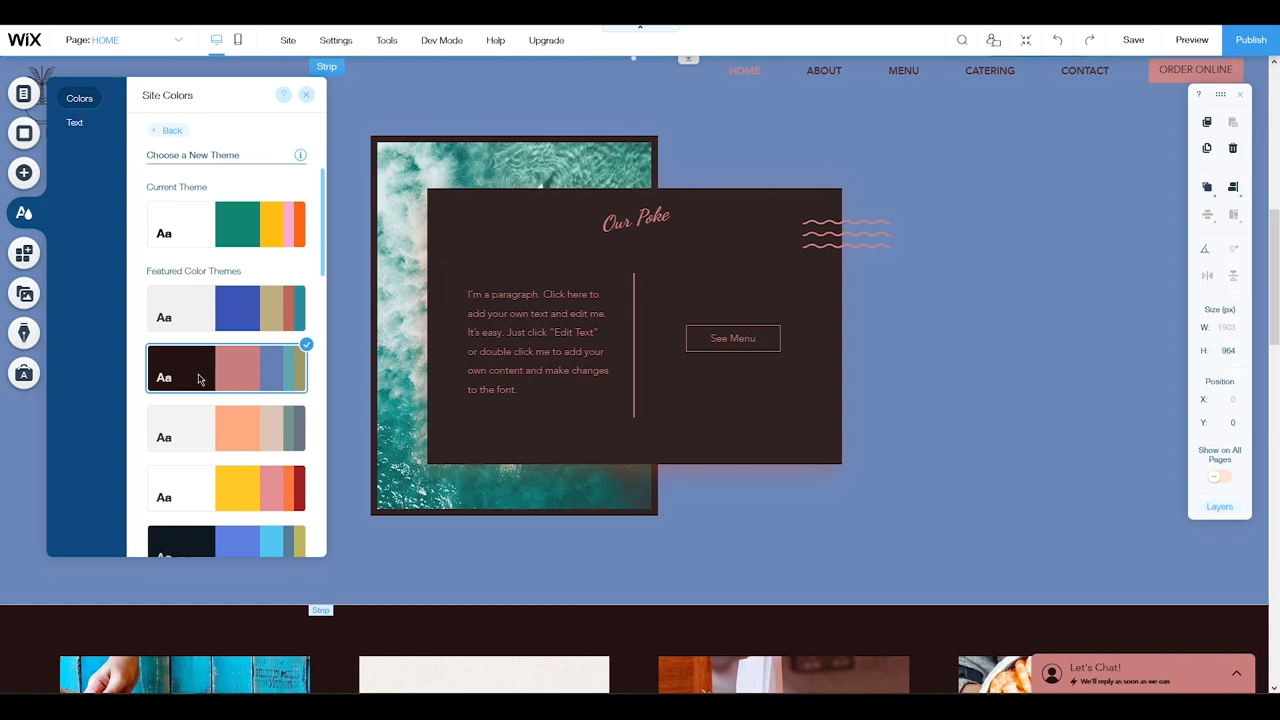 WiX
Page: HOME
Site
Settings
Tools
Dev Mode
Help
Upgrade
Save
Preview
Publish
Strip
HOME
ABOUT
MENU
CATERING
CONTACT
ORDER ONLINE
Colors
Text
Site Colors
?
Back
Choose a New Theme
Current Theme
Aa
Featured Color Themes
Aa
Aa
Aa
Aa
Aa
Our Poke
I'm a paragraph. Click here to
add your own text and edit me.
It's easy. Just click "Edit Text"
or double click me to add your
own content and make changes
to the font.
See Menu
?
0°
Size (px)
W: 1903
H: 964
Position
X: 0
Y: 0
Show on All
Pages
Layers
Strip
Let's Chat!
We'll reply as soon as we can